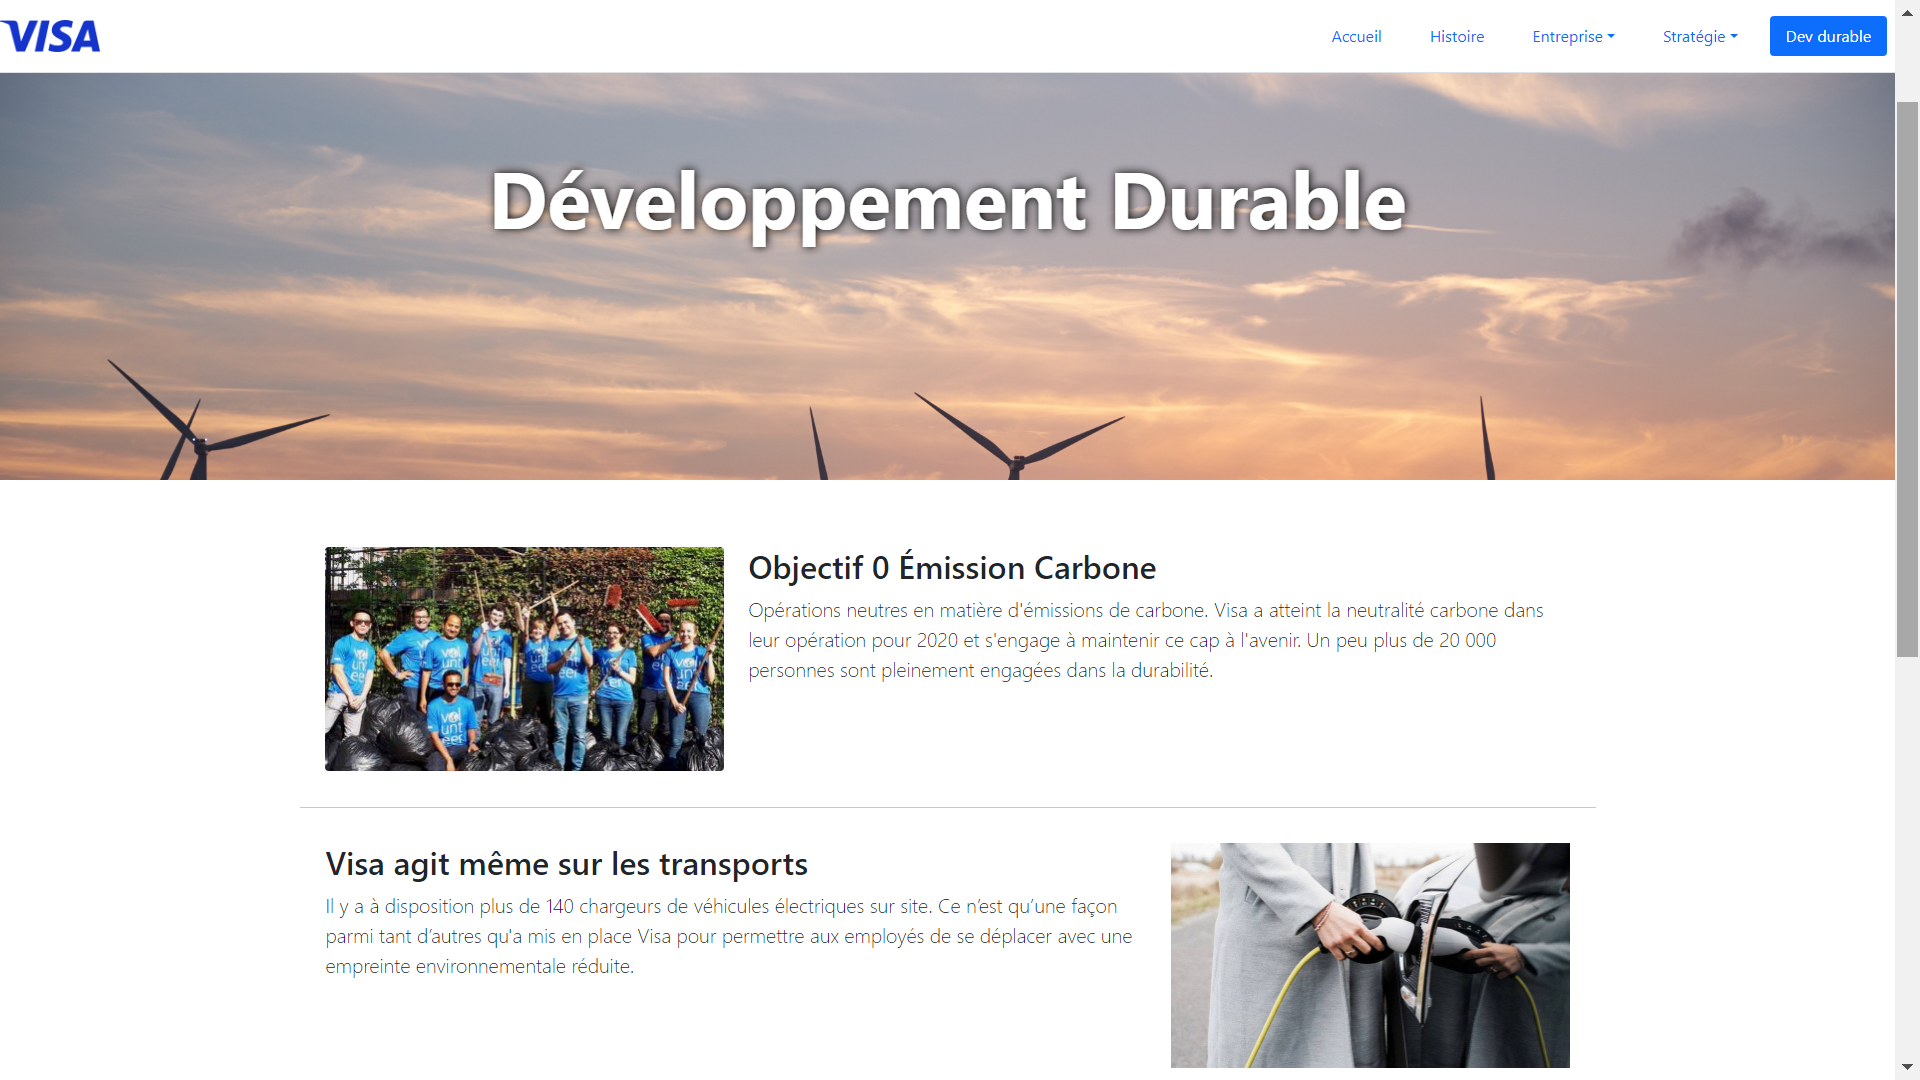 VISA
Accueil
Histoire
Entreprise
Stratégie
Dev durable
Développement Durable
vol
unt
eer
Objectif 0 Émission Carbone
Opérations neutres en matière d'émissions de carbone. Visa a atteint la neutralité carbone dans
leur opération pour 2020 et s'engage à maintenir ce cap à l'avenir. Un peu plus de 20 000
personnes sont pleinement engagées dans la durabilité.
Visa agit même sur les transports
Il y a à disposition plus de 140 chargeurs de véhicules électriques sur site. Ce n’est qu’une façon
parmi tant d’autres qu'a mis en place Visa pour permettre aux employés de se déplacer avec une
empreinte environnementale réduite.